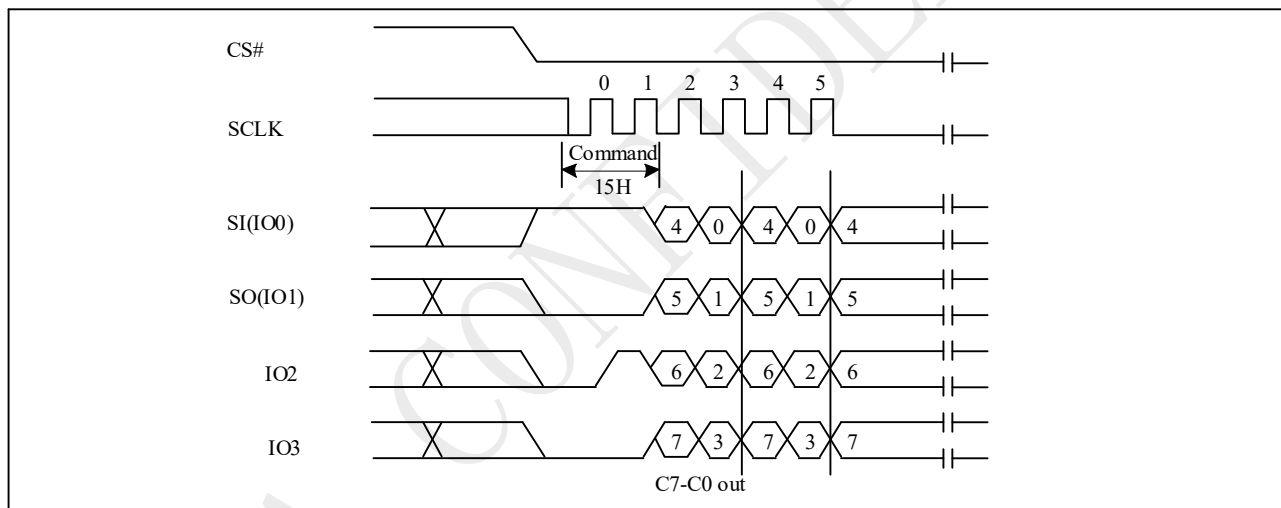 CS#
0 1 2 3 4 5
SCLK
Command
15H
SI(IO0) 4 0 4 0 4
SO(IO1) 5 1 5 1 5
IO2 6 2 6 2 6
IO3 7 3 7 3 7
C7-C0 out